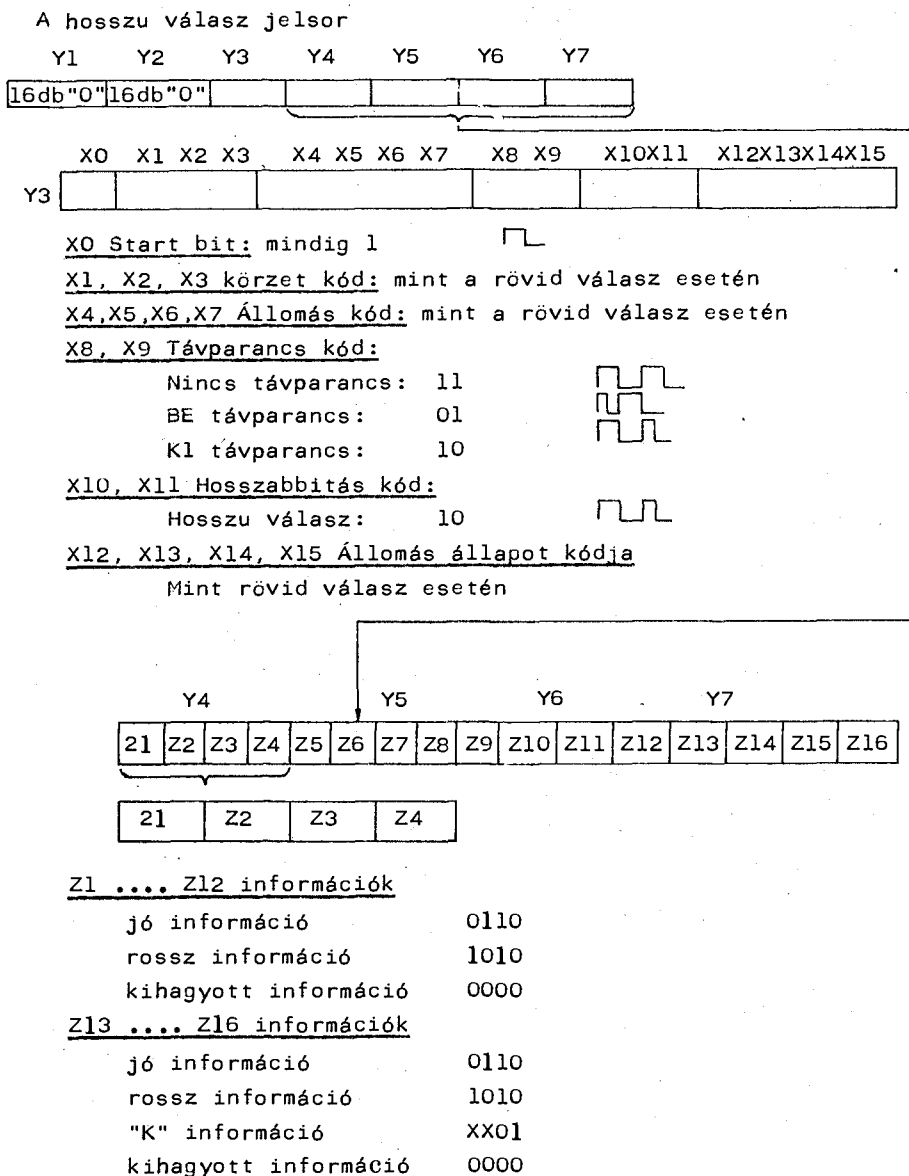 A hosszu válasz jelsor
Y1 Y2 Y3 Y4 Y5 Y6 Y7
16db"0" 16db"0"
X0 X1 X2 X3 X4 X5 X6 X7 X8 X9 X10X11 X12X13X14X15
Y3
X0 Start bit: mindig 1
X1, X2, X3 körzet kód: mint a rövid válasz esetén
X4,X5,X6,X7 Állomás kód: mint a rövid válasz esetén
X8, X9 Távparancs kód:
Nincs távparancs: 11
BE távparancs: 01
K1 távparancs: 10
X10, X11 Hosszabbitás kód:
Hosszu válasz: 10
X12, X13, X14, X15 Állomás állapot kódja
Mint rövid válasz esetén
Y4 Y5 Y6 Y7
21 Z2 Z3 Z4 Z5 Z6 Z7 Z8 Z9 Z10 Z11 Z12 Z13 Z14 Z15 Z16
21 Z2 Z3 Z4
Z1 .... Z12 információk
jó információ 0110
rossz információ 1010
kihagyott információ 0000
Z13 .... Z16 információk
jó információ 0110
rossz információ 1010
"K" információ XX01
kihagyott információ 0000